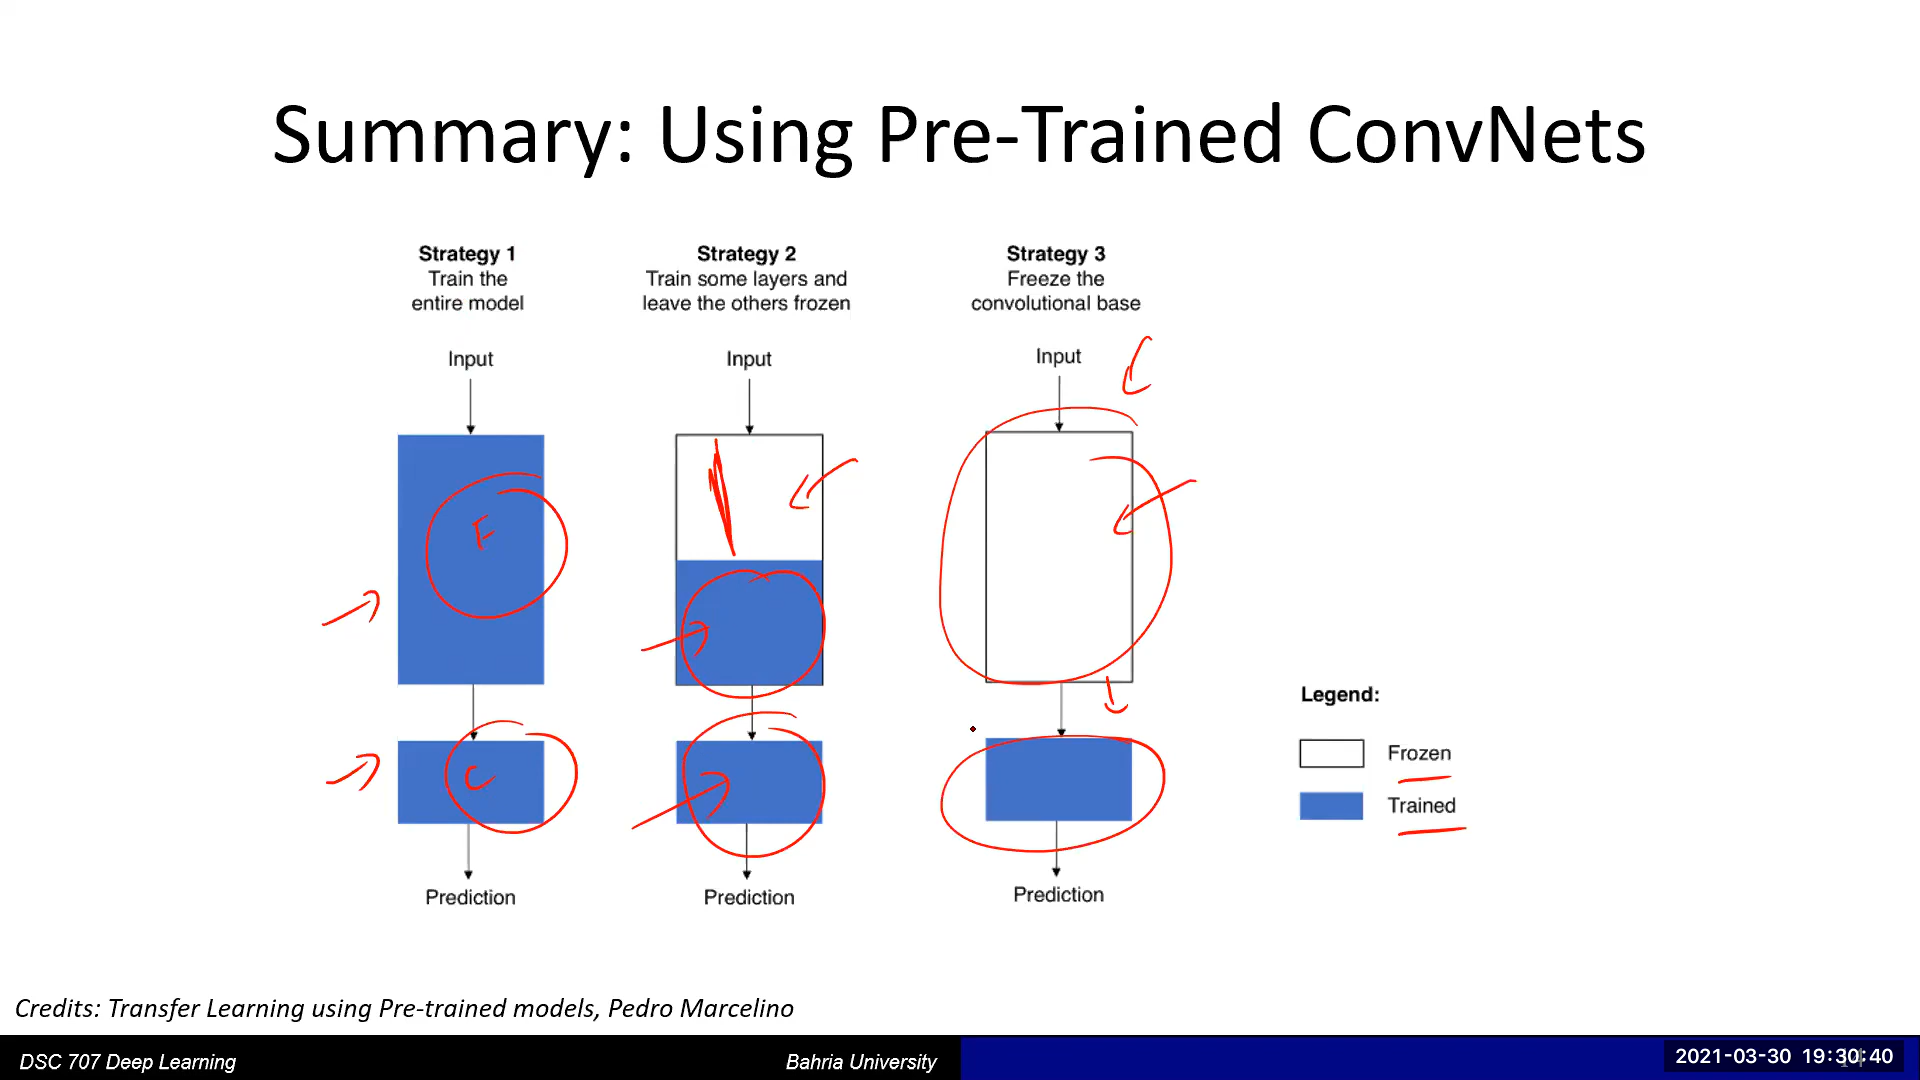 Summary: Using Pre-Trained ConvNets
Strategy 1
Train the
entire model
Strategy 2
Train some layers and
leave the others frozen
Strategy 3
Freeze the
convolutional base
Input
Input
Input
F
C
Prediction
Prediction
Prediction
Legend:
Frozen
Trained
Credits: Transfer Learning using Pre-trained models, Pedro Marcelino
DSC 707 Deep Learning
Bahria University
2021-03-30 19:30:40